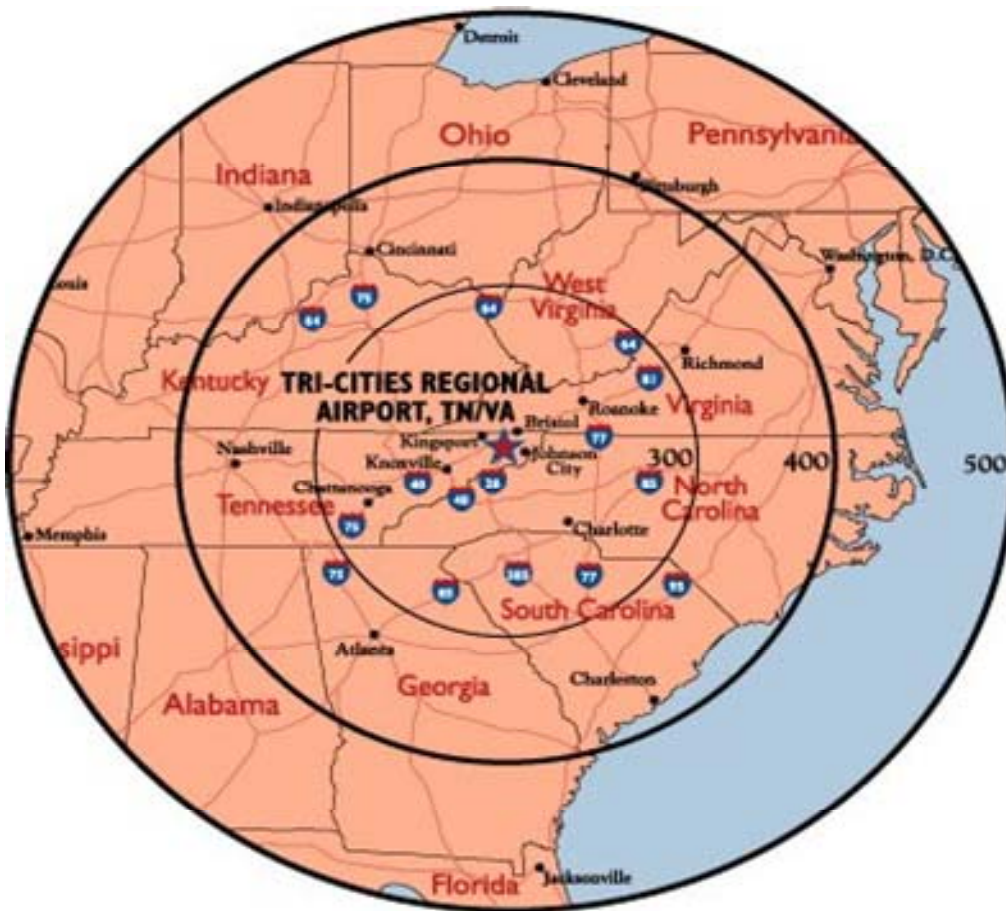 Detroit
Cleveland
Ohio
Pennsylvania
Indiana
Indianapolis
Pittsburgh
Cincinnati
Washington, D.C.
ouis
West
Virginia
75
64
64
64
81
Richmond
Kentucky
TRI-CITIES REGIONAL
AIRPORT, TN/VA
Roanoke
Virginia
Bristol
Kingsport
77
Nashville
Johnson
City
300
400
500
Knoxville
40
26
40
85
North
Carolina
Chattanooga
Tennessee
75
Charlotte
Memphis
75
85
385
77
95
South Carolina
Atlanta
ssippi
Georgia
Charleston
Alabama
Florida
Jacksonville